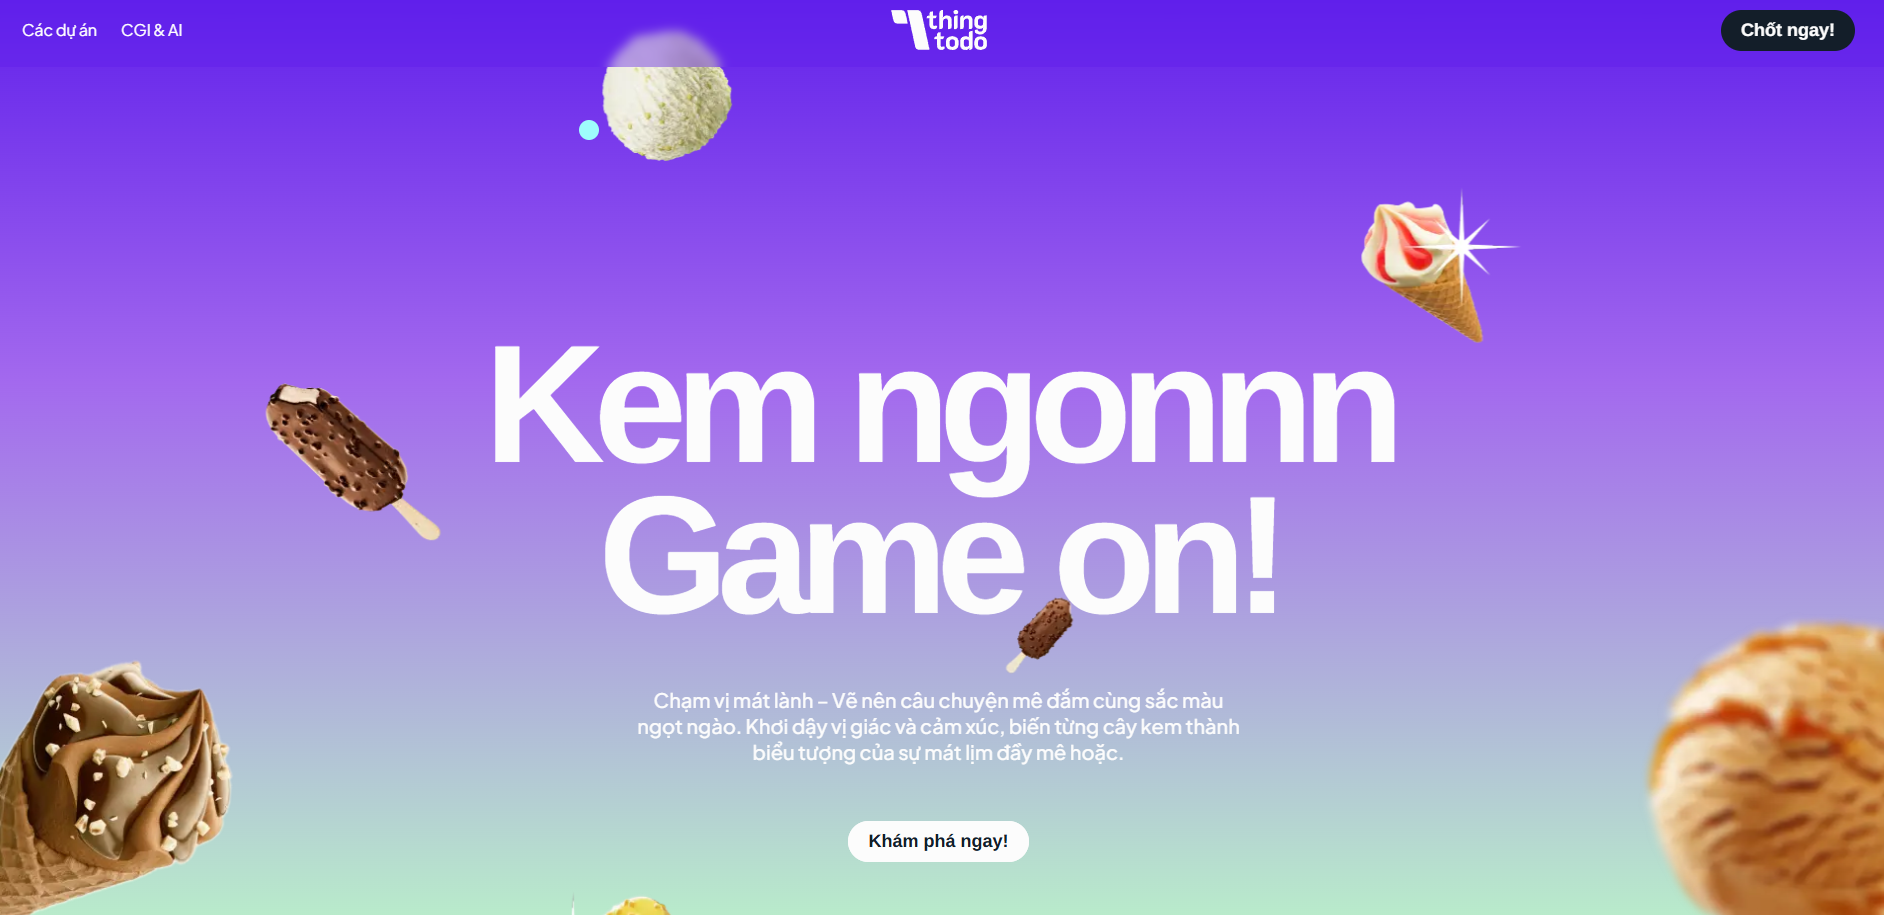 Các dự án
CGI & AI
thing
todo
Chốt ngay!
Kem ngonnn
Game on!
Chạm vị mát lành – Vẽ nên câu chuyện mê đắm cùng sắc màu
ngọt ngào. Khơi dậy vị giác và cảm xúc, biến từng cây kem thành
biểu tượng của sự mát lịm đầy mê hoặc.
Khám phá ngay!